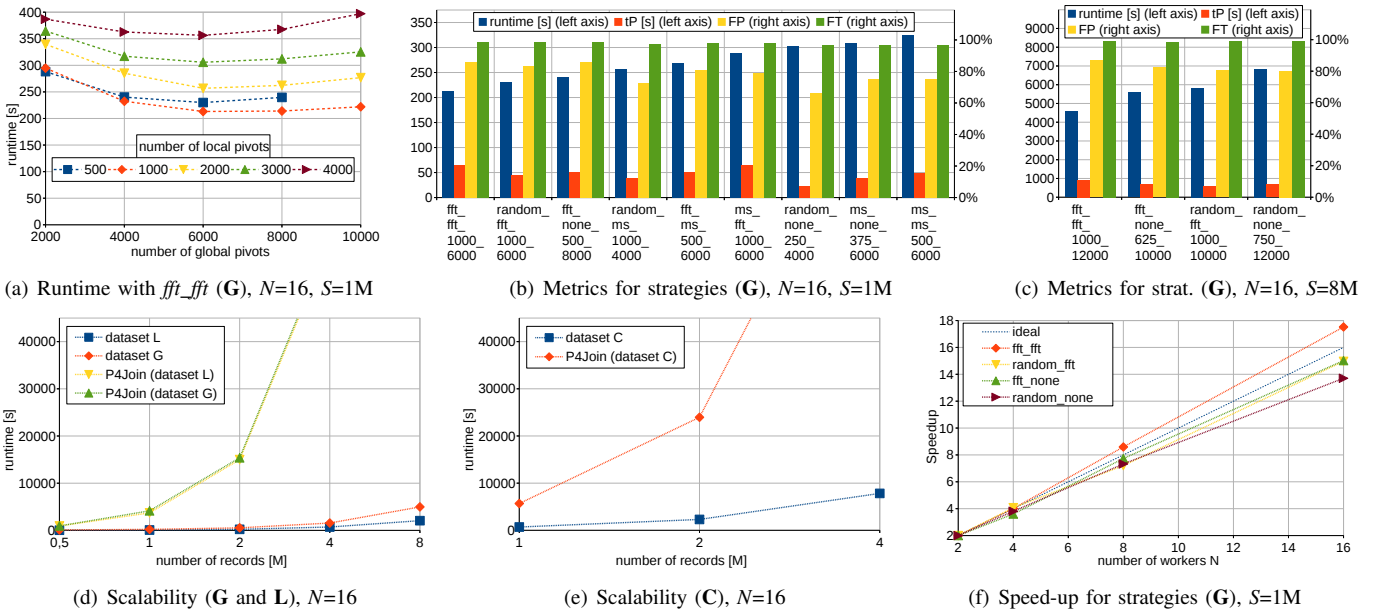 400
350
300
250
200
150
100
50
0
runtime [s]
number of local pivots
500 1000 2000 3000 4000
2000 4000 6000 8000 10000
number of global pivots
(a) Runtime with fft_fft (G), N=16, S=1M
runtime [s] (left axis) tP [s] (left axis) FP (right axis) FT (right axis)
350
300
250
200
150
100
50
0
100%
80%
60%
40%
20%
0%
fft_ random_ fft_ random_ fft_ ms_ random_ ms_ ms_
fft_ fft_ none_ ms_ ms_ fft_ none_ none_ ms_
1000_ 1000_ 500_ 1000_ 500_ 1000_ 250_ 375_ 500_
6000 6000 8000 4000 6000 6000 4000 6000 6000
(b) Metrics for strategies (G), N=16, S=1M
runtime [s] (left axis) tP [s] (left axis)
FP (right axis) FT (right axis)
9000
8000
7000
6000
5000
4000
3000
2000
1000
0
100%
80%
60%
40%
20%
0%
fft_ fft_ random_ random_
fft_ none_ fft_ none_
1000_ 625_ 1000_ 750_
12000 10000 10000 12000
(c) Metrics for strat. (G), N=16, S=8M
dataset L
dataset G
P4Join (dataset L)
P4Join (dataset G)
40000
30000
20000
10000
0
runtime [s]
0,5 1 2 4 8
number of records [M]
(d) Scalability (G and L), N=16
dataset C
P4Join (dataset C)
40000
30000
20000
10000
0
runtime [s]
1 2 4
number of records [M]
(e) Scalability (C), N=16
ideal
fft_fft
random_fft
fft_none
random_none
18
16
14
12
10
8
6
4
2
Speedup
2 4 6 8 10 12 14 16
number of workers N
(f) Speed-up for strategies (G), S=1M